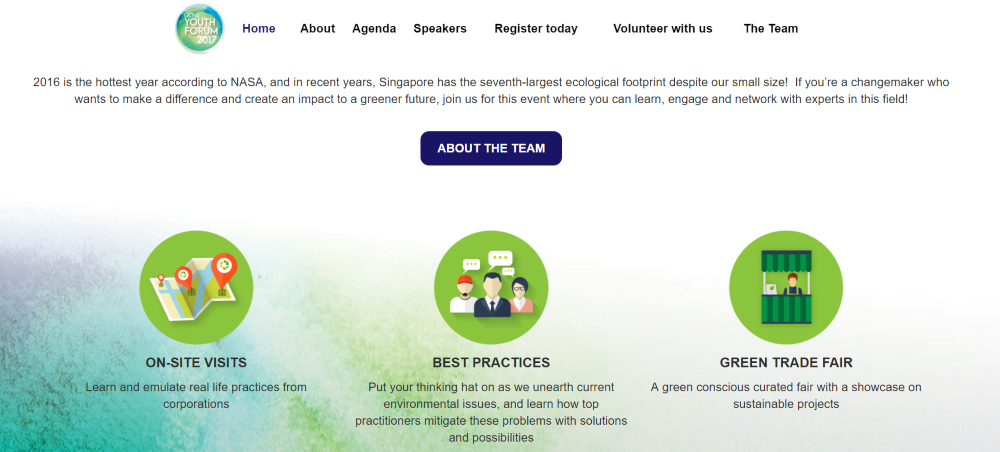 YOUTH
FORUM
2017
Home About Agenda Speakers Register today Volunteer with us The Team
2016 is the hottest year according to NASA, and in recent years, Singapore has the seventh-largest ecological footprint despite our small size!  If you're a changemaker who
wants to make a difference and create an impact to a greener future, join us for this event where you can learn, engage and network with experts in this field!
ABOUT THE TEAM
ON-SITE VISITS
Learn and emulate real life practices from
corporations
BEST PRACTICES
Put your thinking hat on as we unearth current
environmental issues, and learn how top
practitioners mitigate these problems with solutions
and possibilities
GREEN TRADE FAIR
A green conscious curated fair with a showcase on
sustainable projects